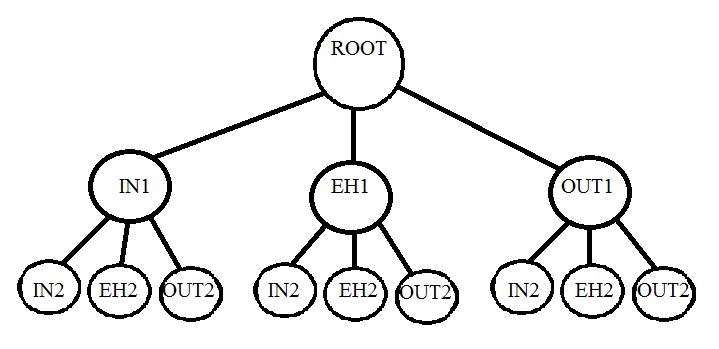 ROOT
IN1 EH1 OUT1
IN2 EH2 OUT2 IN2 EH2 OUT2 IN2 EH2 OUT2